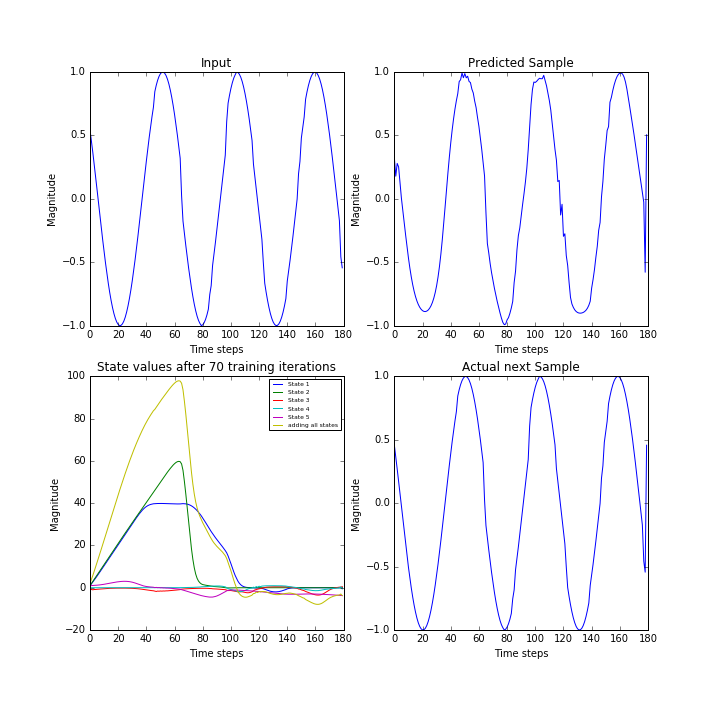 Input
Magnitude
1.0
0.5
0.0
−0.5
−1.0
0 20 40 60 80 100 120 140 160 180
Time steps
Predicted Sample
Magnitude
1.0
0.5
0.0
−0.5
−1.0
0 20 40 60 80 100 120 140 160 180
Time steps
State values after 70 training iterations
Magnitude
100
80
60
40
20
0
−20
0 20 40 60 80 100 120 140 160 180
Time steps
State 1
State 2
State 3
State 4
State 5
adding all states
Actual next Sample
Magnitude
1.0
0.5
0.0
−0.5
−1.0
0 20 40 60 80 100 120 140 160 180
Time steps